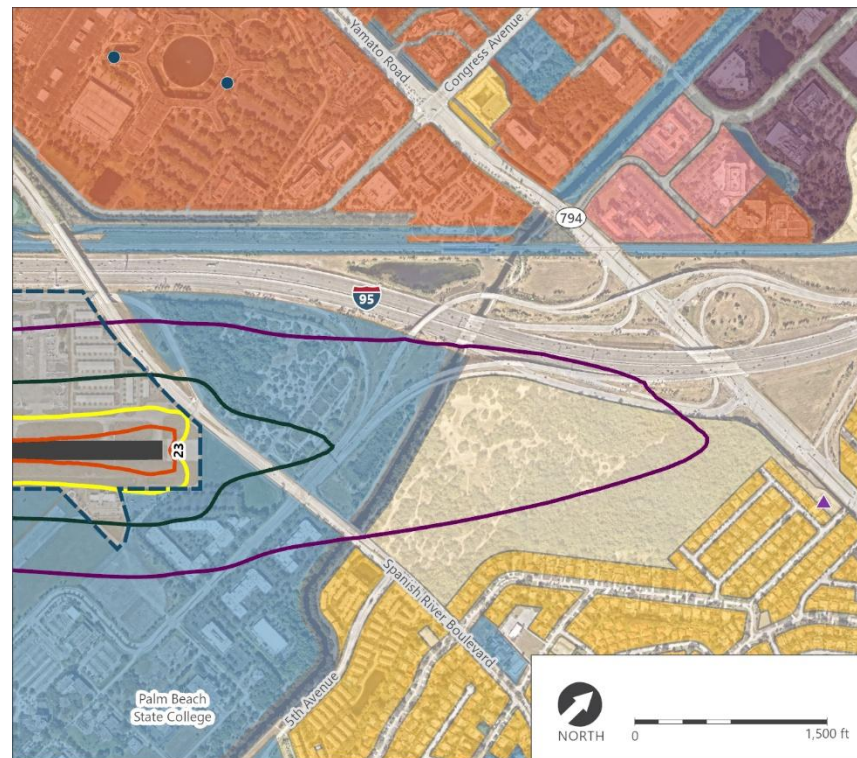 Yamato Road
Congress Avenue
794
95
23
Spanish River Boulevard
5th Avenue
Palm Beach
State College
NORTH
0
1,500 ft